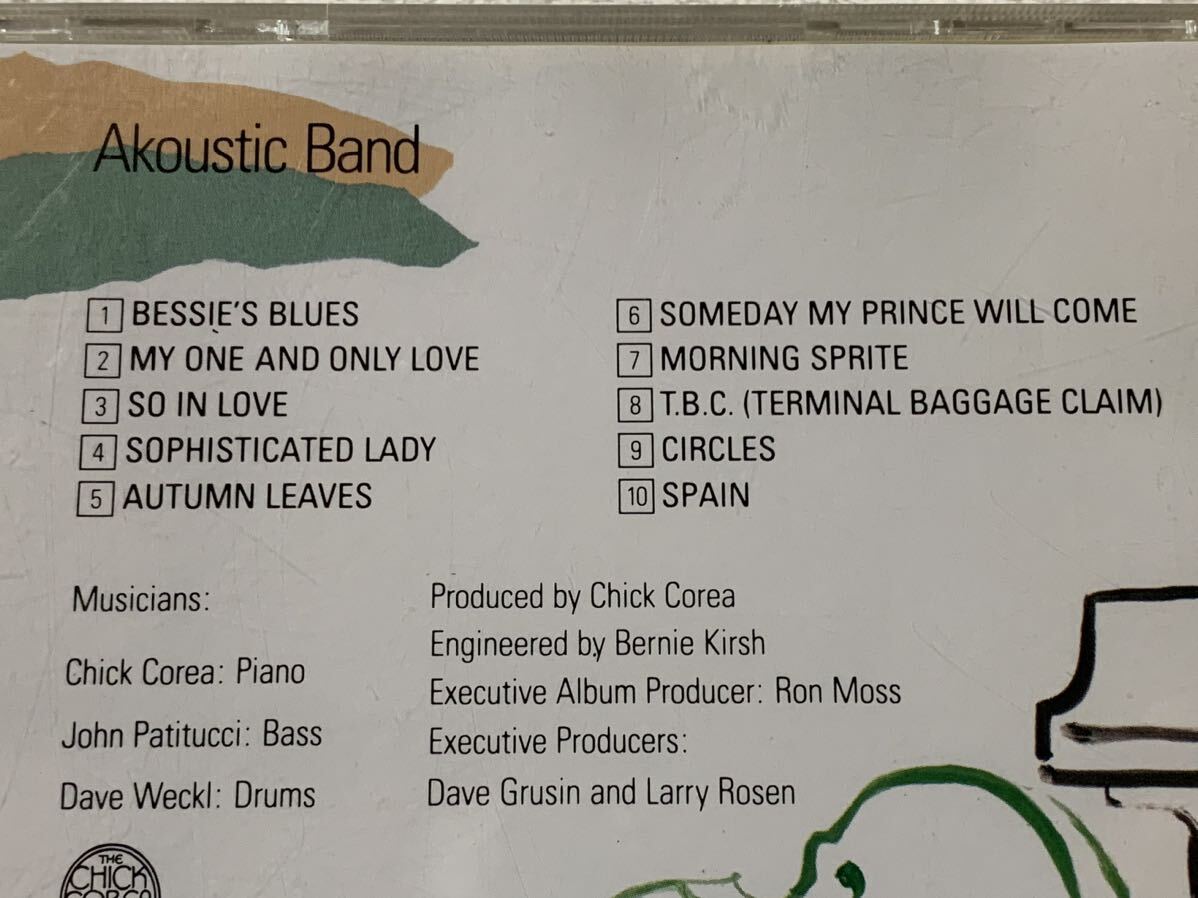 Akoustic Band
1 BESSIE'S BLUES
2 MY ONE AND ONLY LOVE
3 SO IN LOVE
4 SOPHISTICATED LADY
5 AUTUMN LEAVES
6 SOMEDAY MY PRINCE WILL COME
7 MORNING SPRITE
8 T.B.C. (TERMINAL BAGGAGE CLAIM)
9 CIRCLES
10 SPAIN
Musicians:
Chick Corea: Piano
John Patitucci: Bass
Dave Weckl: Drums
Produced by Chick Corea
Engineered by Bernie Kirsh
Executive Album Producer: Ron Moss
Executive Producers:
Dave Grusin and Larry Rosen
THE
CHICK
COREA